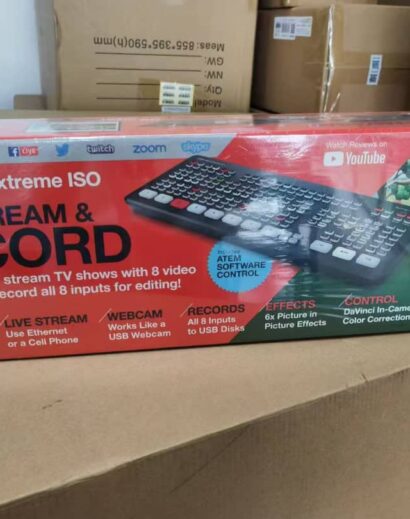 Meas: 855*395*590(h)mm
GW:
NW:
Qty:
Model
twitch
zoom
skype
Watch Reviews on
YouTube
xtreme ISO
REAM &
CORD
stream TV shows with 8 video
ecord all 8 inputs for editing!
INCLUDES
ATEM
SOFTWARE
CONTROL
LIVE STREAM
Use Ethernet
or a Cell Phone
WEBCAM
Works Like a
USB Webcam
RECORDS
All 8 Inputs
to USB Disks
EFFECTS
6x Picture in
Picture Effects
CONTROL
DaVinci In-Came
Color Correction